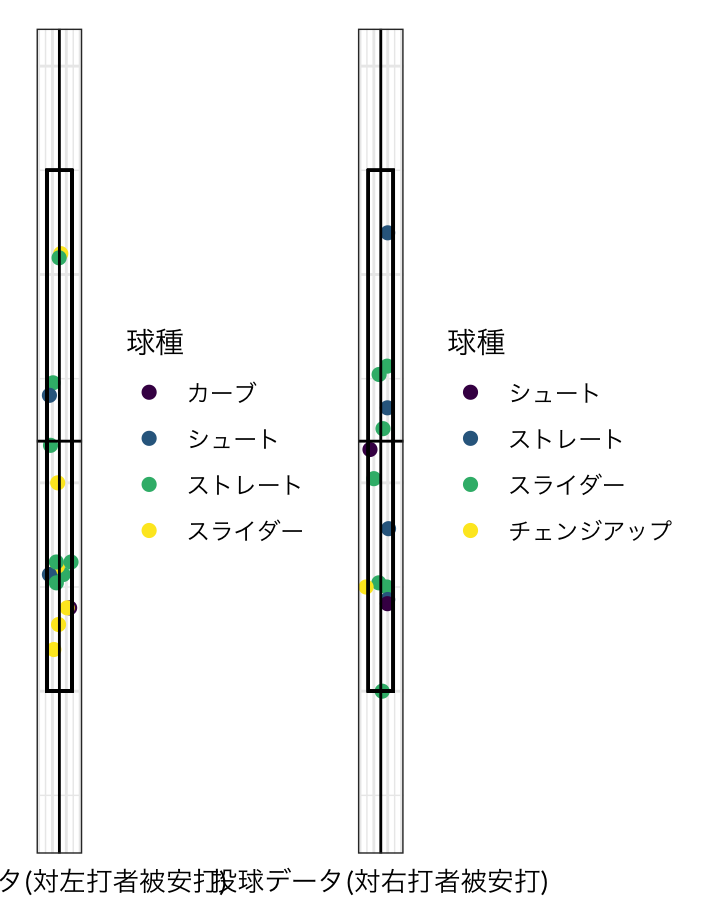 球種
カーブ
シュート
ストレート
スライダー
球種
シュート
ストレート
スライダー
チェンジアップ
タ(対左打者被安打)
投球データ(対右打者被安打)